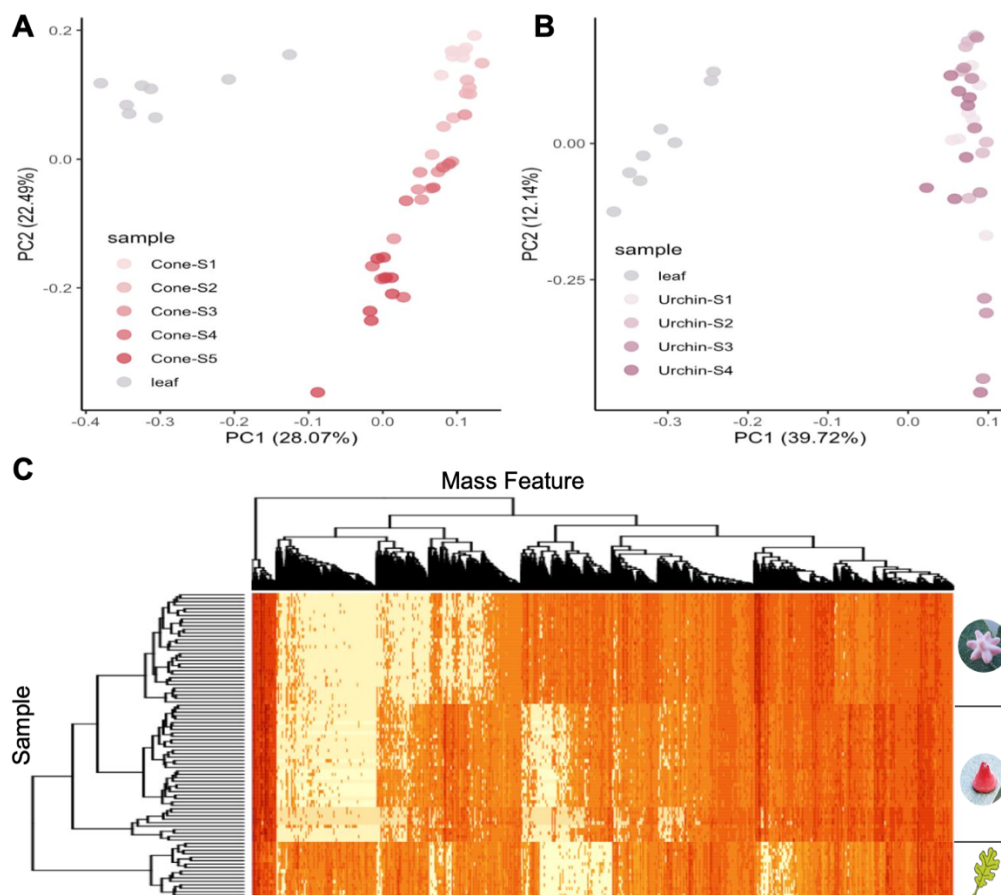 A
0.2
0.0
-0.2
PC2 (22.49%)
sample
Cone-S1
Cone-S2
Cone-S3
Cone-S4
Cone-S5
leaf
-0.4
-0.3
-0.2
-0.1
0.0
0.1
PC1 (28.07%)
B
0.00
-0.25
PC2 (12.14%)
sample
leaf
Urchin-S1
Urchin-S2
Urchin-S3
Urchin-S4
-0.3
-0.2
-0.1
0.0
0.1
PC1 (39.72%)
C
Mass Feature
Sample